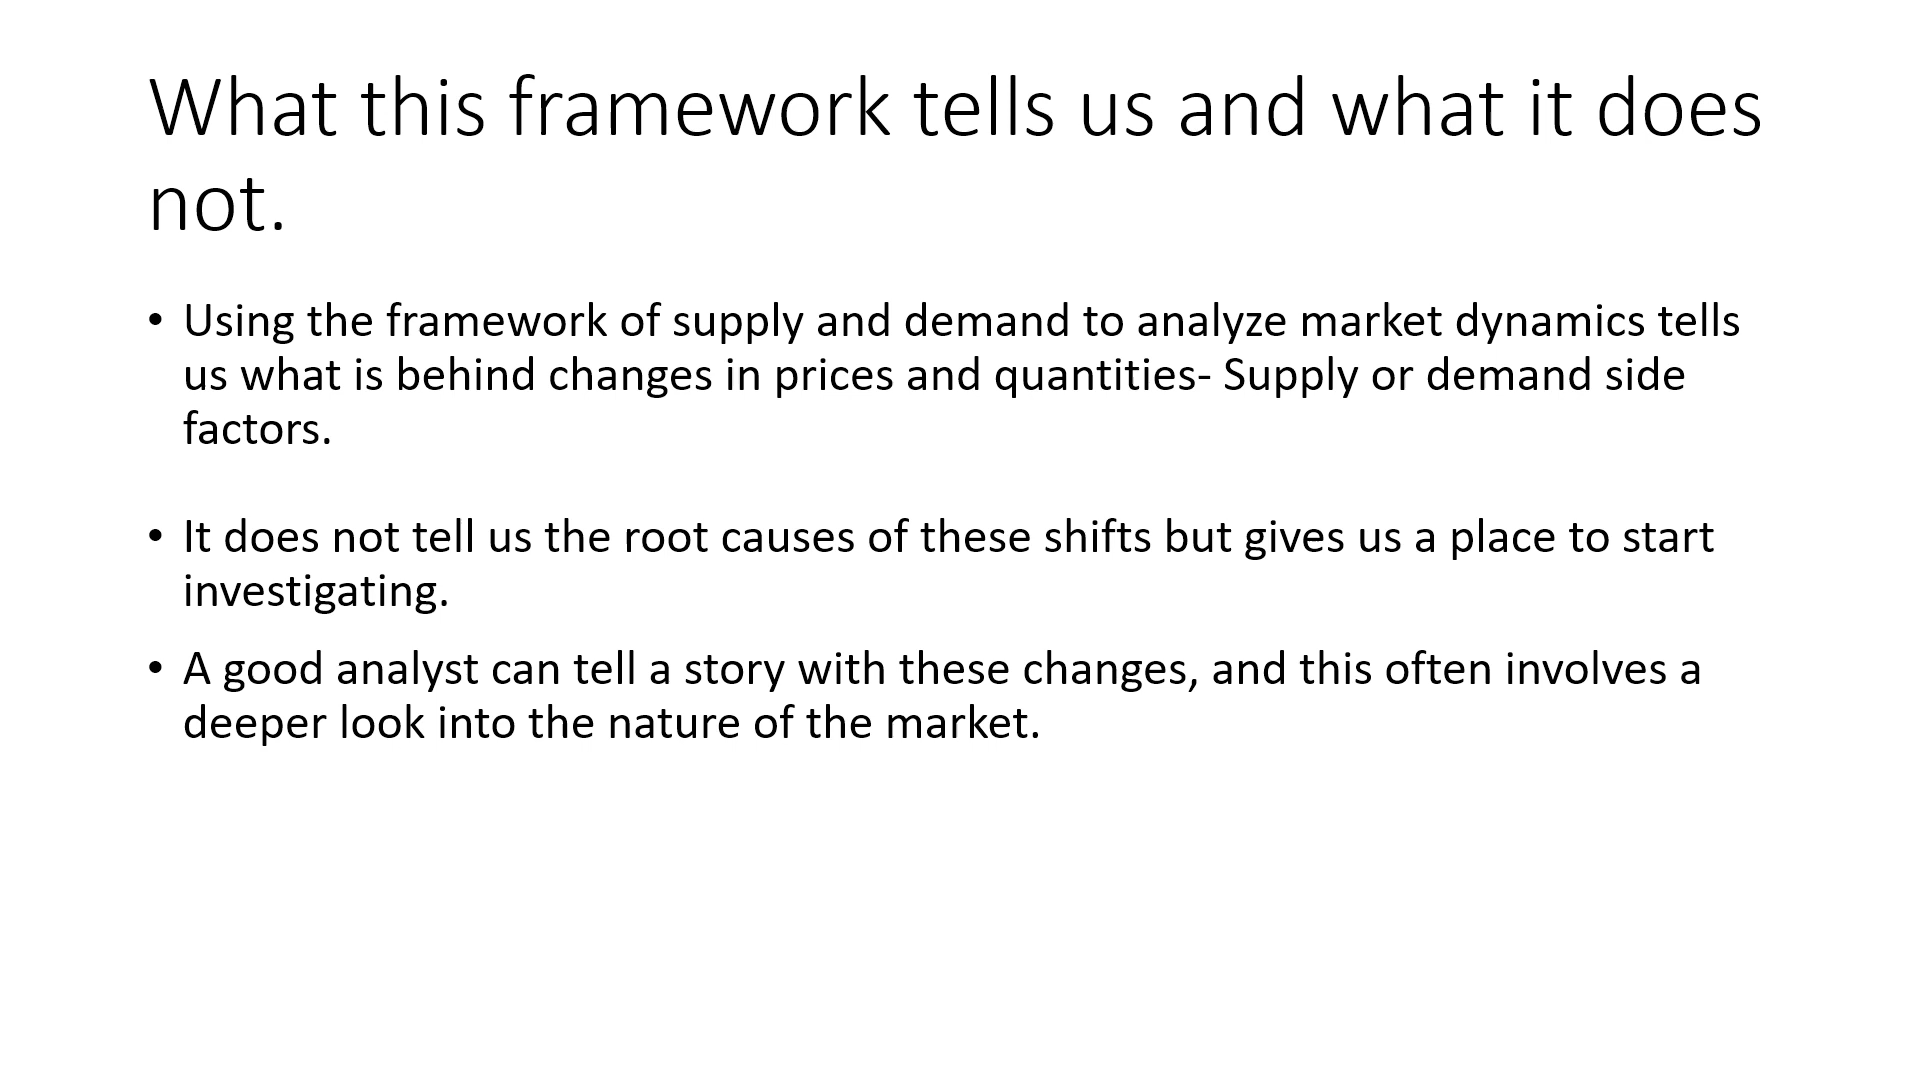 What this framework tells us and what it does
not.
• Using the framework of supply and demand to analyze market dynamics tells
us what is behind changes in prices and quantities- Supply or demand side
factors.
• It does not tell us the root causes of these shifts but gives us a place to start
investigating.
• A good analyst can tell a story with these changes, and this often involves a
deeper look into the nature of the market.